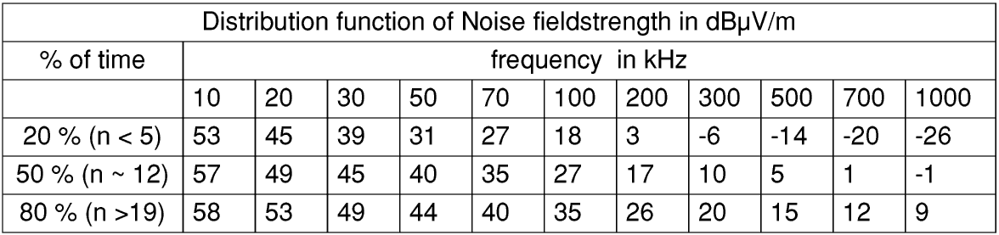 Distribution function of Noise fieldstrength in dBµV/m
% of time frequency in kHz
10 20 30 50 70 100 200 300 500 700 1000
20 % (n < 5) 53 45 39 31 27 18 3 -6 -14 -20 -26
50 % (n ~ 12) 57 49 45 40 35 27 17 10 5 1 -1
80 % (n >19) 58 53 49 44 40 35 26 20 15 12 9